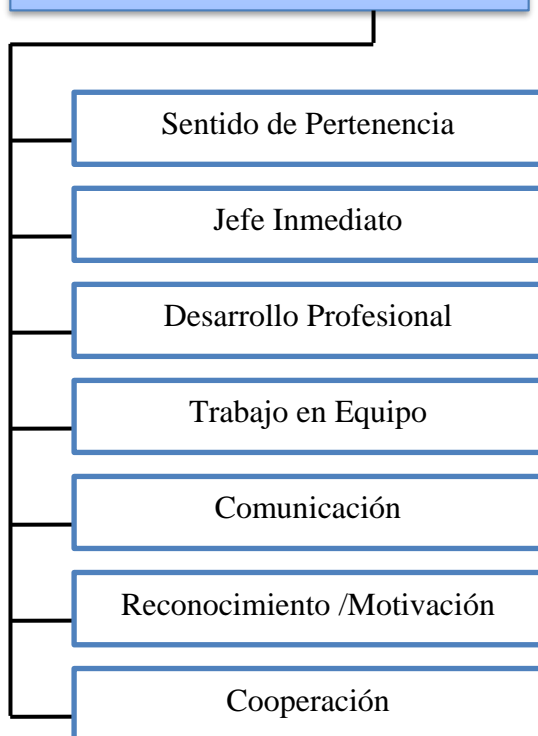 Sentido de Pertenencia
Jefe Inmediato
Desarrollo Profesional
Trabajo en Equipo
Comunicación
Reconocimiento /Motivación
Cooperación